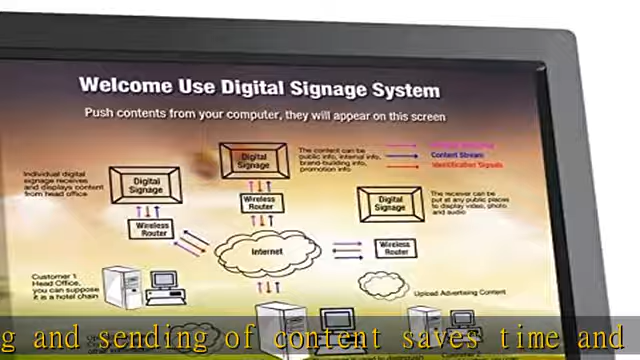 Welcome Use Digital Signage System
Push contents from your computer, they will appear on this screen
Individual digital
signage receives
and displays content
from head office
Digital
Signage
Digital
Signage
The content can be
public info, internal info,
brand-building info,
promotion info
Content Stream
Identification Signals
Digital
Signage
The receiver can be
put at any public places
to display video, photo
and audio
Wireless
Router
Wireless
Router
Internet
Wireless
Router
Customer 1
Head Office,
you can suppose
it is a hotel chain
Upload Advertising Content
g and sending of content saves time and